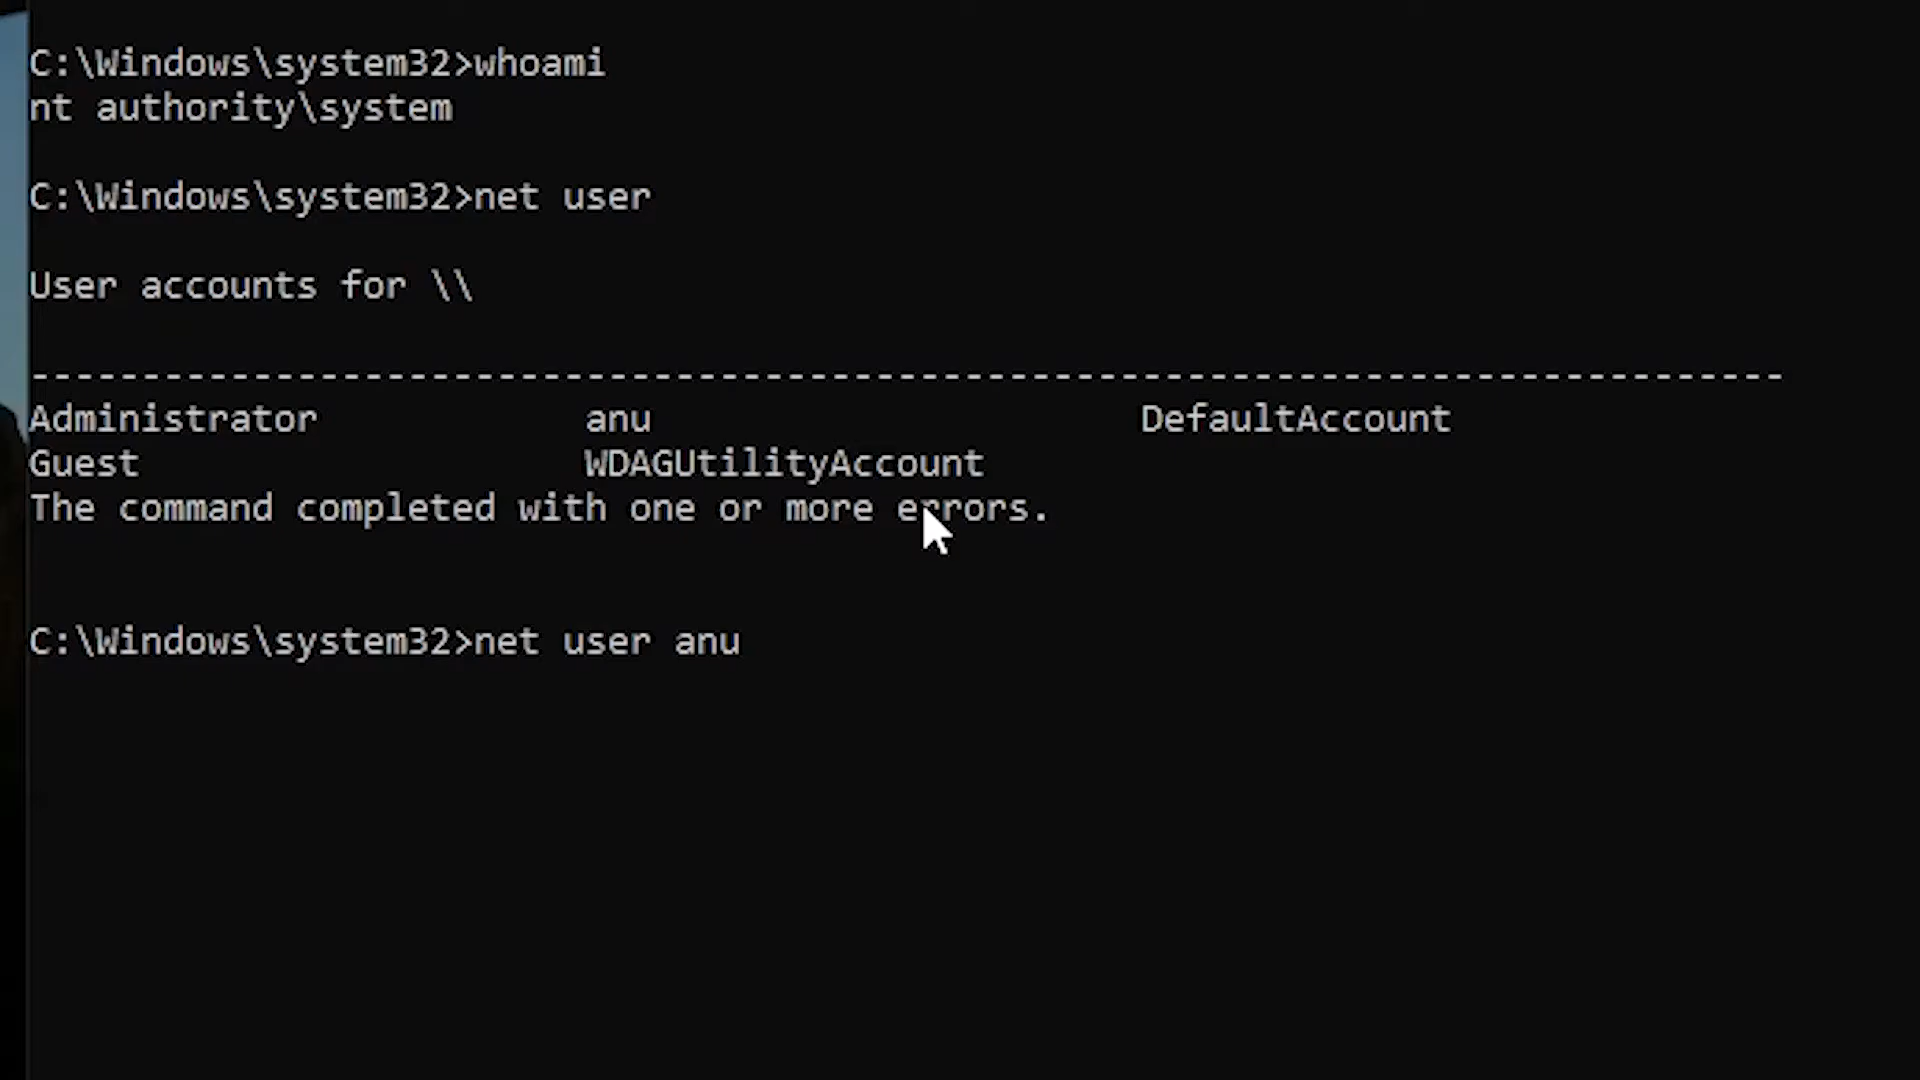 C:\Windows\system32>whoami
nt authority\system
C:\Windows\system32>net user
User accounts for \\
-------------------------------------------------------------------------------
Administrator            anu                      DefaultAccount
Guest                    WDAGUtilityAccount
The command completed with one or more errors.
C:\Windows\system32>net user anu